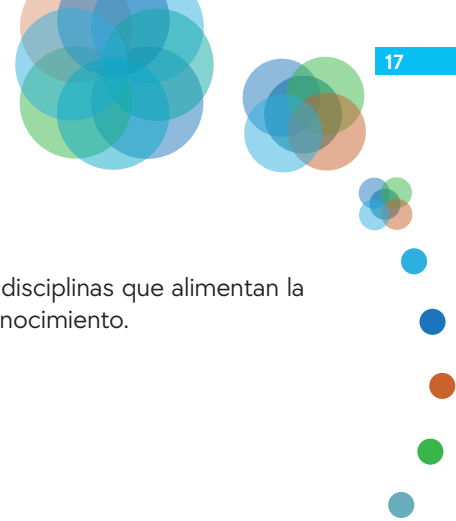 17
disciplinas que alimentan la
nocimiento.